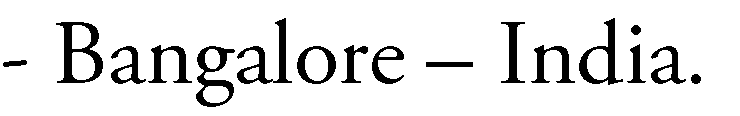 - Bangalore – India.